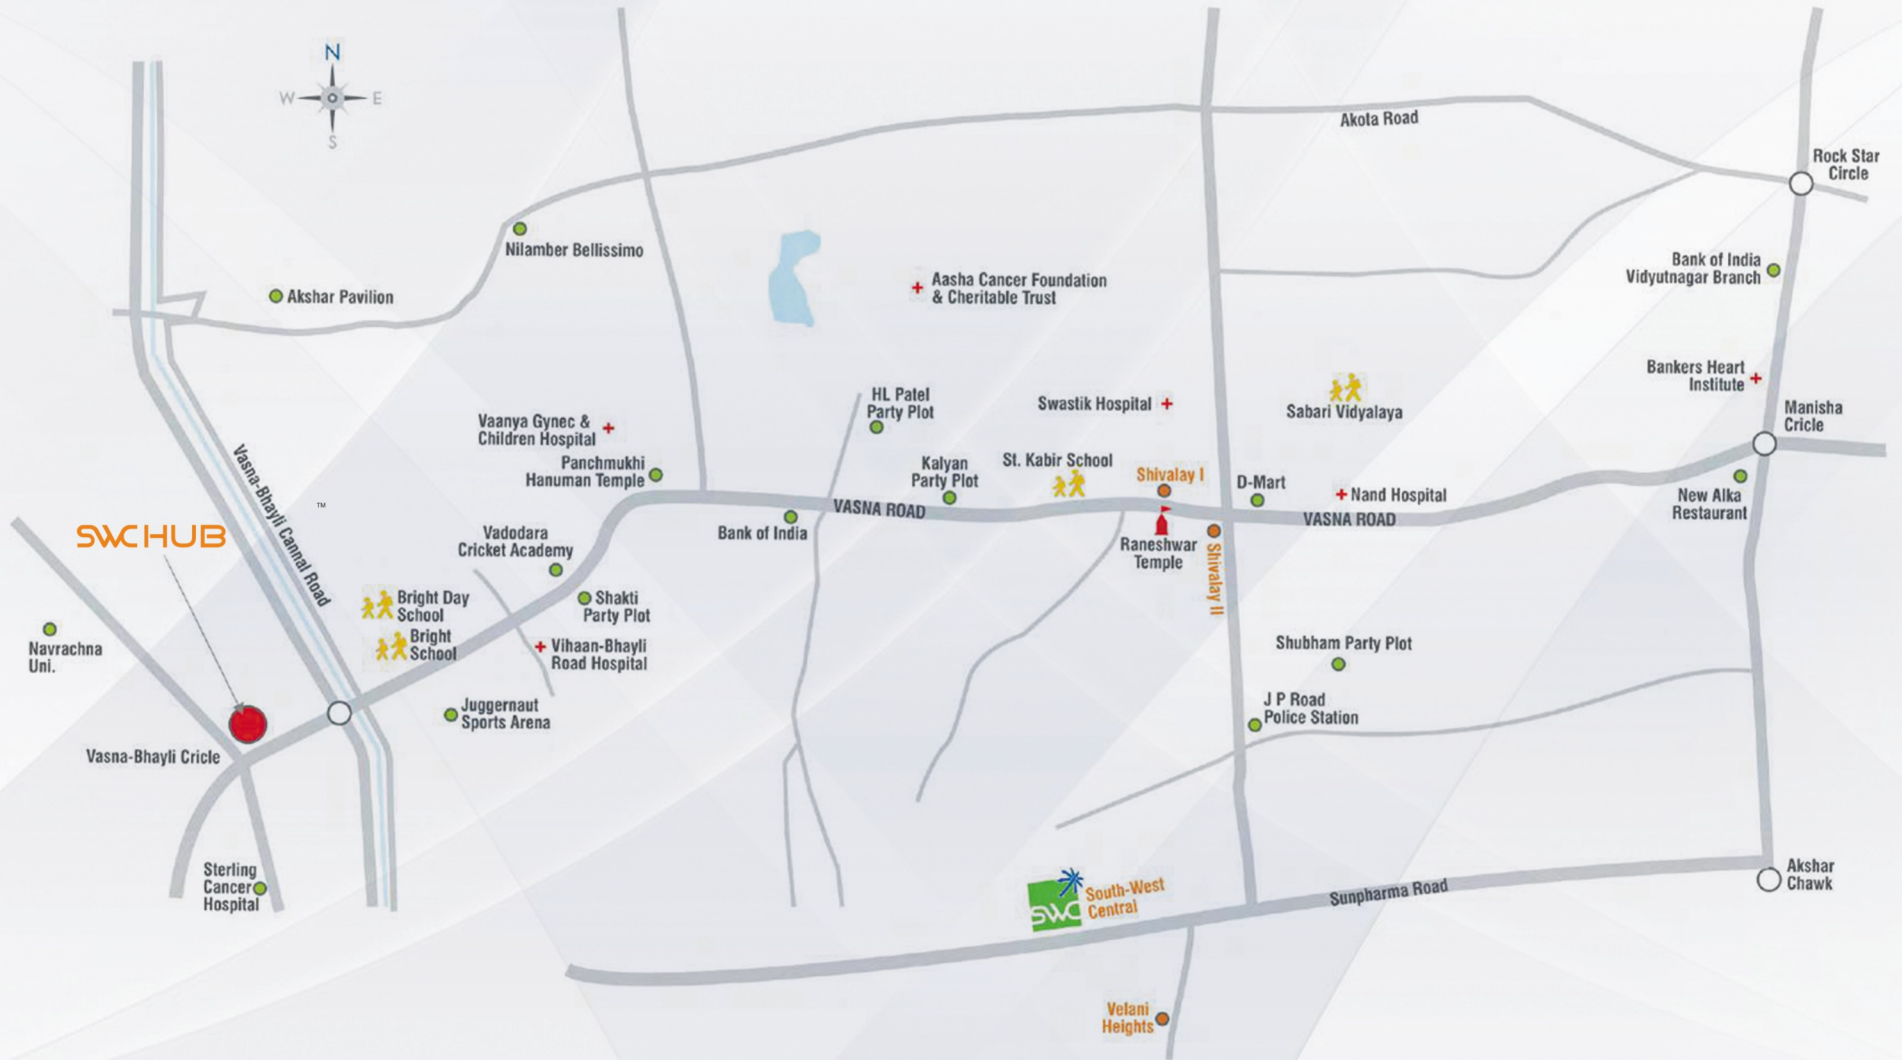 N
W E
S
Akota Road
Rock Star
Circle
Nilamber Bellissimo
Akshar Pavilion
Aasha Cancer Foundation
& Cheritable Trust
Bank of India
Vidyutnagar Branch
Bankers Heart
Institute
Manisha
Cricle
HL Patel
Party Plot
Swastik Hospital
Sabari Vidyalaya
Vaanya Gynec &
Children Hospital
Panchmukhi
Hanuman Temple
Kalyan
Party Plot
St. Kabir School
Shivalay I
D-Mart
Nand Hospital
New Alka
Restaurant
Vasna-Bhayli Cannal Road
TM
SWC HUB
VASNA ROAD
VASNA ROAD
Bank of India
Vadodara
Cricket Academy
Raneshwar
Temple
Shivalay II
Bright Day
School
Shakti
Party Plot
Bright
School
Vihaan-Bhayli
Road Hospital
Navrachna
Uni.
Shubham Party Plot
Juggernaut
Sports Arena
J P Road
Police Station
Vasna-Bhayli Cricle
Sterling
Cancer
Hospital
SWC
South-West
Central
Sunpharma Road
Akshar
Chawk
Velani
Heights